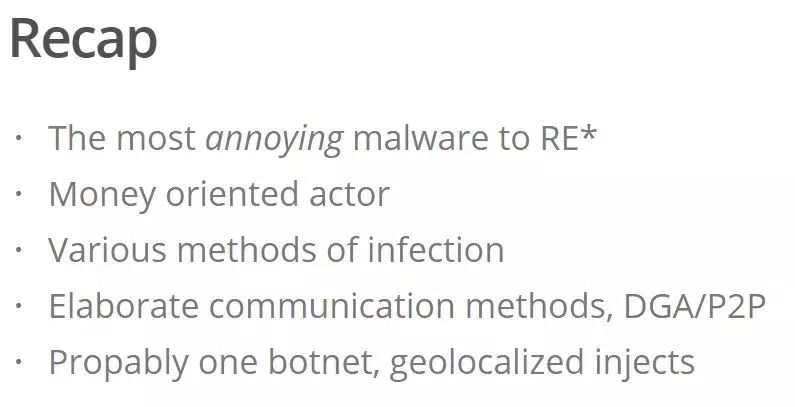 Recap
· The most annoying malware to RE*
· Money oriented actor
· Various methods of infection
· Elaborate communication methods, DGA/P2P
· Propably one botnet, geolocalized injects